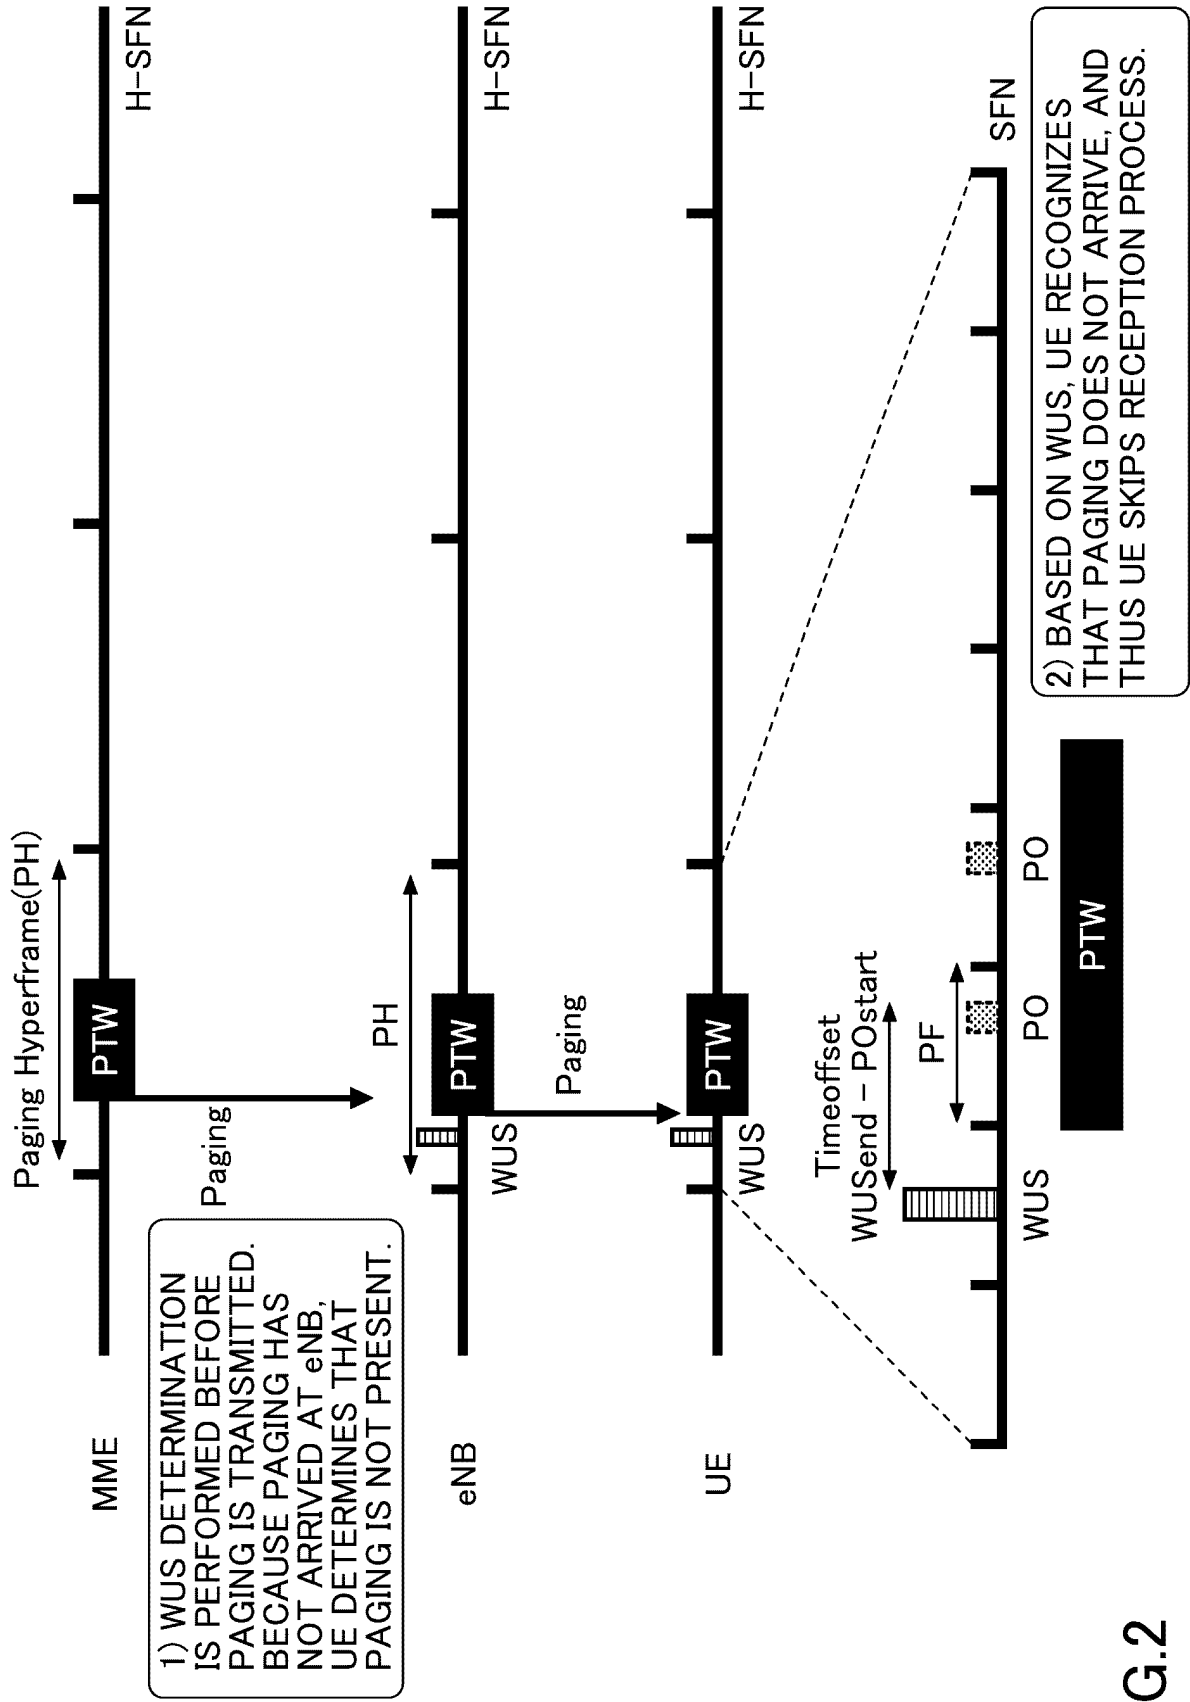 Paging Hyperframe(PH)
MME
PTW
H-SFN
Paging
1) WUS DETERMINATION
IS PERFORMED BEFORE
PAGING IS TRANSMITTED.
BECAUSE PAGING HAS
NOT ARRIVED AT eNB,
UE DETERMINES THAT
PAGING IS NOT PRESENT.
PH
eNB
WUS
PTW
H-SFN
Paging
UE
WUS
PTW
H-SFN
Timeoffset
WUSend - POstart
PF
WUS
PO
PO
SFN
PTW
2) BASED ON WUS, UE RECOGNIZES
THAT PAGING DOES NOT ARRIVE, AND
THUS UE SKIPS RECEPTION PROCESS.
G.2